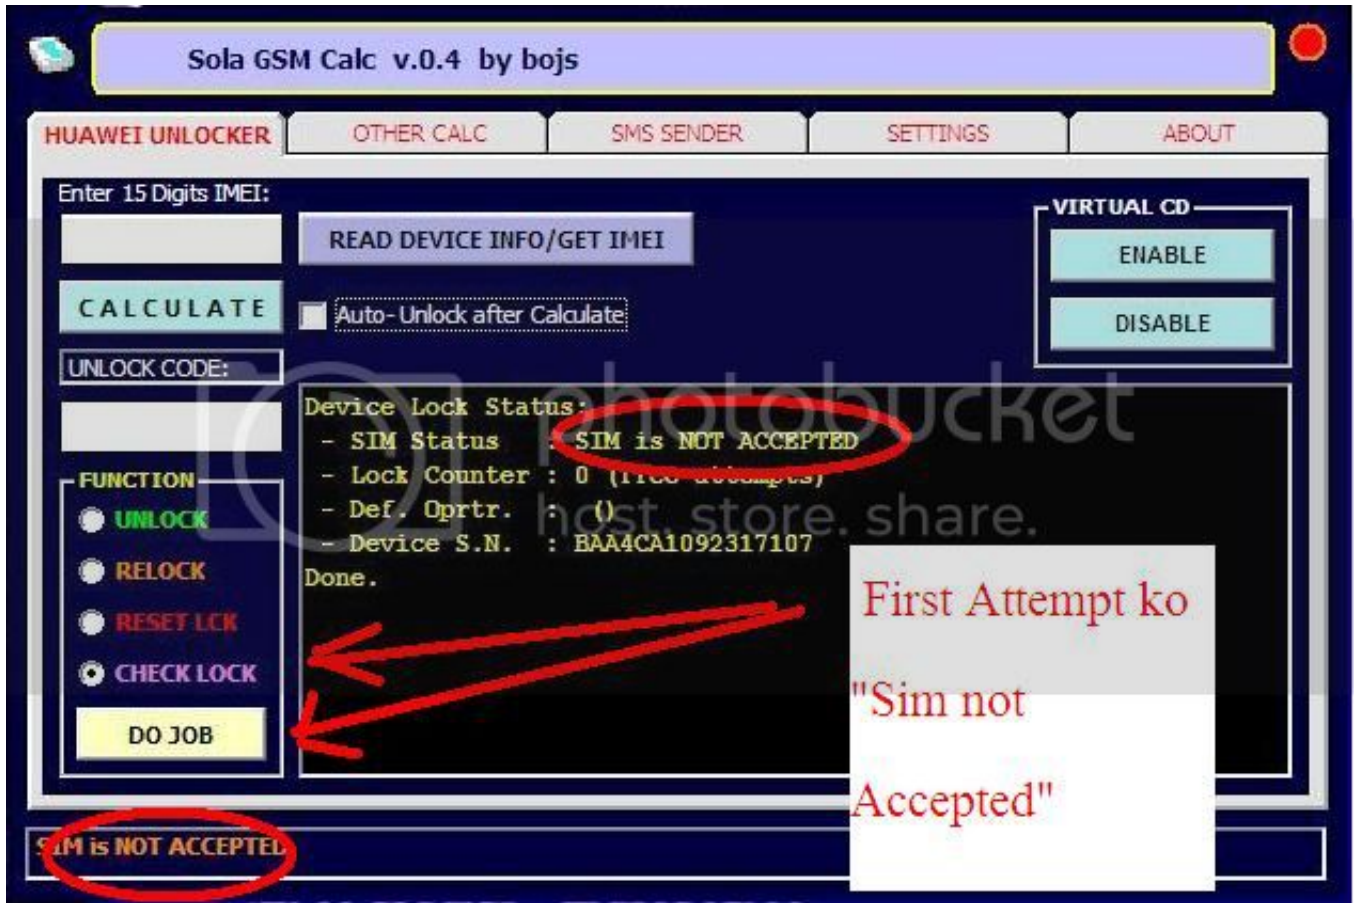 Sola GSM Calc v.0.4 by bojs
HUAWEI UNLOCKER
OTHER CALC
SMS SENDER
SETTINGS
ABOUT
Enter 15 Digits IMEI:
READ DEVICE INFO/GET IMEI
VIRTUAL CD
ENABLE
CALCULATE
Auto-Unlock after Calculate
DISABLE
UNLOCK CODE:
photobucket
host. store. share.
Device Lock Status:
- SIM Status : SIM is NOT ACCEPTED
- Lock Counter : 0 (free attempts)
- Def. Oprtr. : ()
- Device S.N. : BAA4CA1092317107
Done.
FUNCTION
UNLOCK
RELOCK
RESET LCK
CHECK LOCK
DO JOB
First Attempt ko
"Sim not
Accepted"
SIM is NOT ACCEPTED